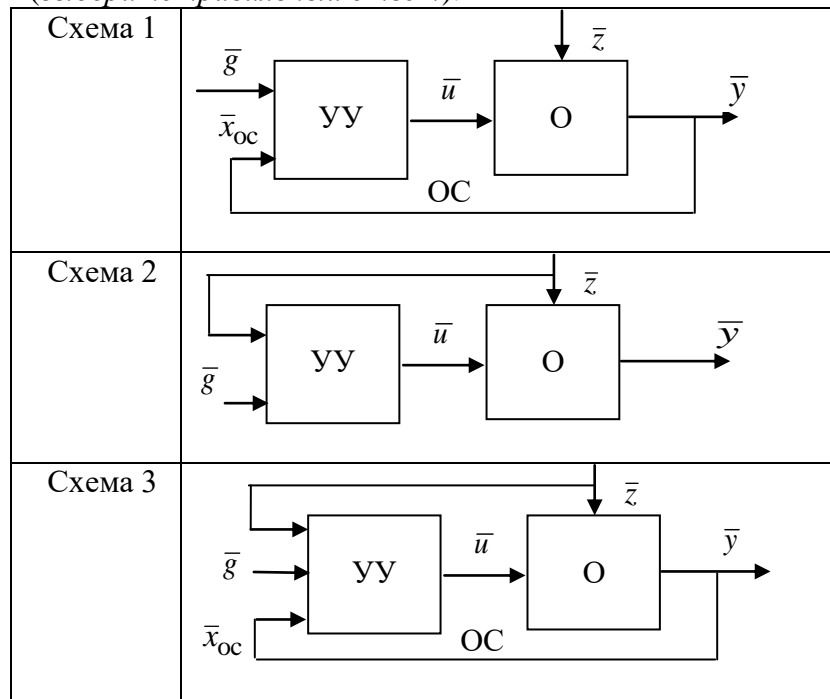 Схема 1
z̅
g̅
u̅
y̅
УУ
О
x̅ОС
ОС
Схема 2
z̅
u̅
y̅
УУ
О
g̅
Схема 3
z̅
u̅
y̅
g̅
УУ
О
x̅ОС
ОС